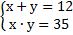 x + y = 12
x · y = 35